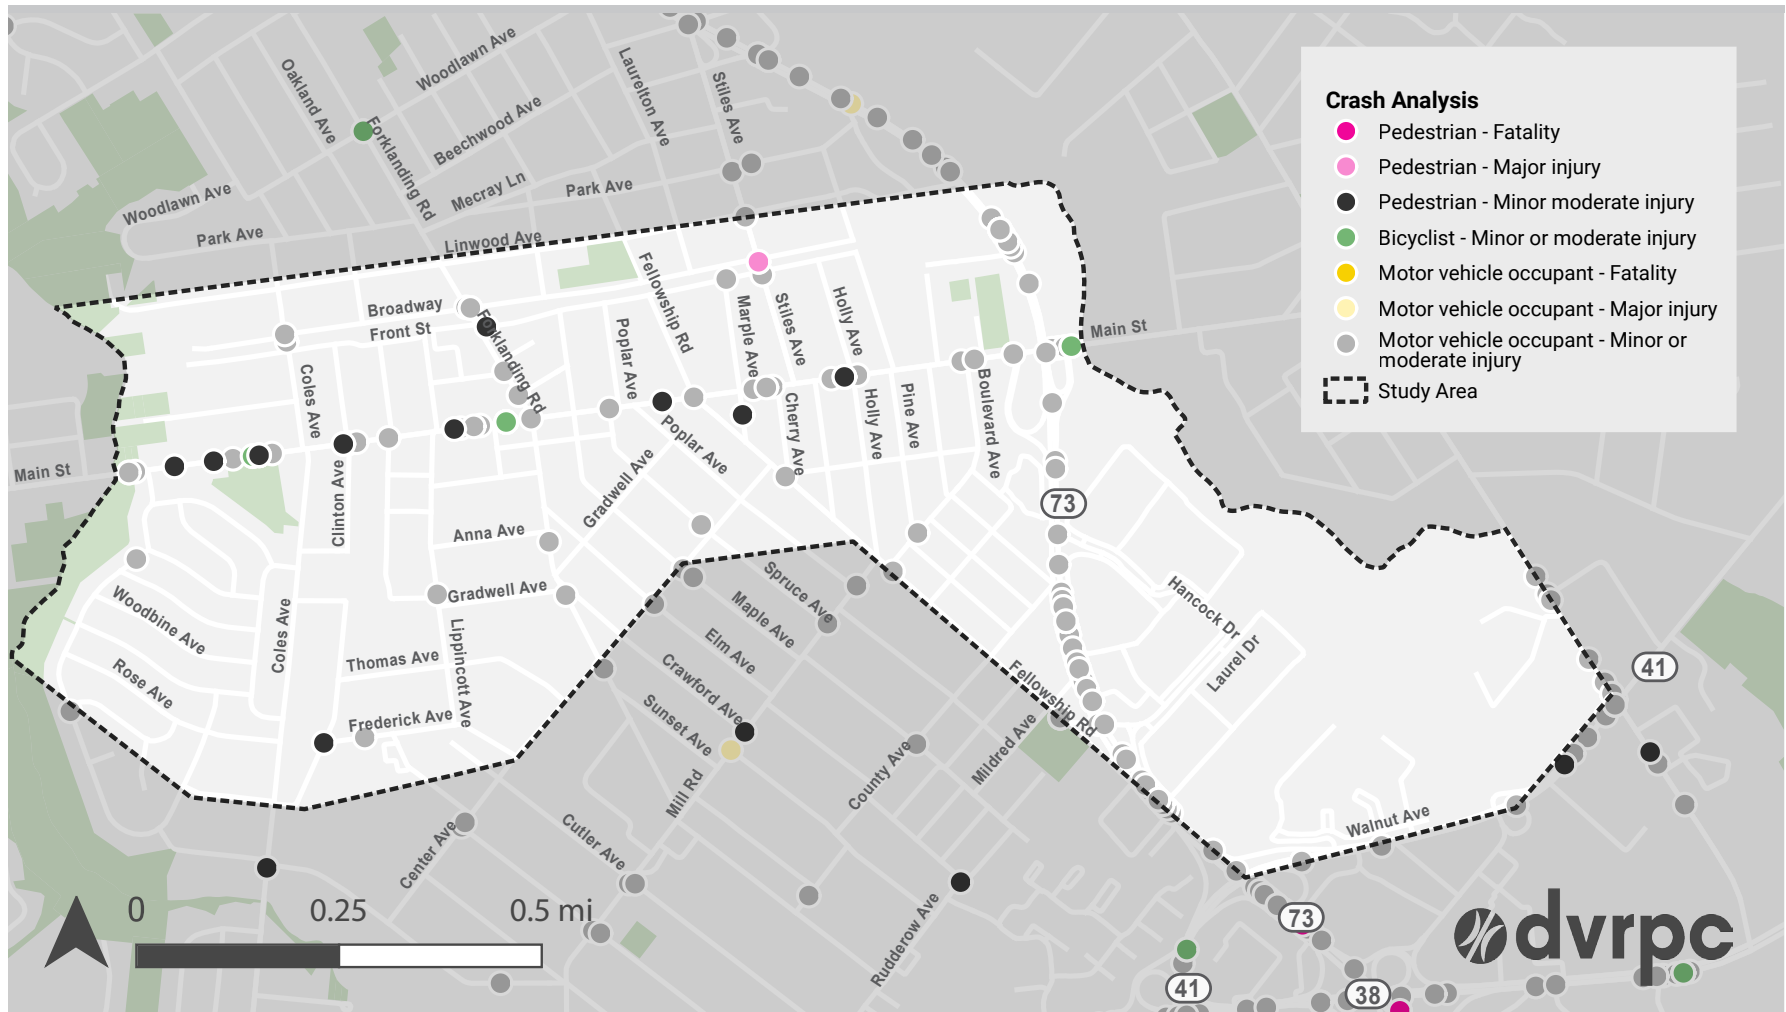 Woodlawn Ave
Oakland Ave
Laurelton Ave
Stiles Ave
Forklanding Rd
Beechwood Ave
Woodlawn Ave
Mecray Ln
Park Ave
Park Ave
Linwood Ave
Crash Analysis
Pedestrian - Fatality
Pedestrian - Major injury
Pedestrian - Minor moderate injury
Bicyclist - Minor or moderate injury
Motor vehicle occupant - Fatality
Motor vehicle occupant - Major injury
Motor vehicle occupant - Minor or
moderate injury
Study Area
Broadway
Front St
Forklanding Rd
Fellowship Rd
Poplar Ave
Marple Ave
Stiles Ave
Holly Ave
Main St
Coles Ave
Cherry Ave
Holly Ave
Pine Ave
Boulevard Ave
Poplar Ave
Main St
Clinton Ave
Gradwell Ave
73
Anna Ave
Gradwell Ave
Spruce Ave
Maple Ave
Elm Ave
Crawford Ave
Sunset Ave
Hancock Dr
Laurel Dr
41
Woodbine Ave
Rose Ave
Coles Ave
Thomas Ave
Lippincott Ave
Frederick Ave
Fellowship Rd
Mildred Ave
County Ave
Mill Rd
Walnut Ave
Center Ave
Cutler Ave
Rudderow Ave
0 0.25 0.5 mi
73
41
38
dvrpc